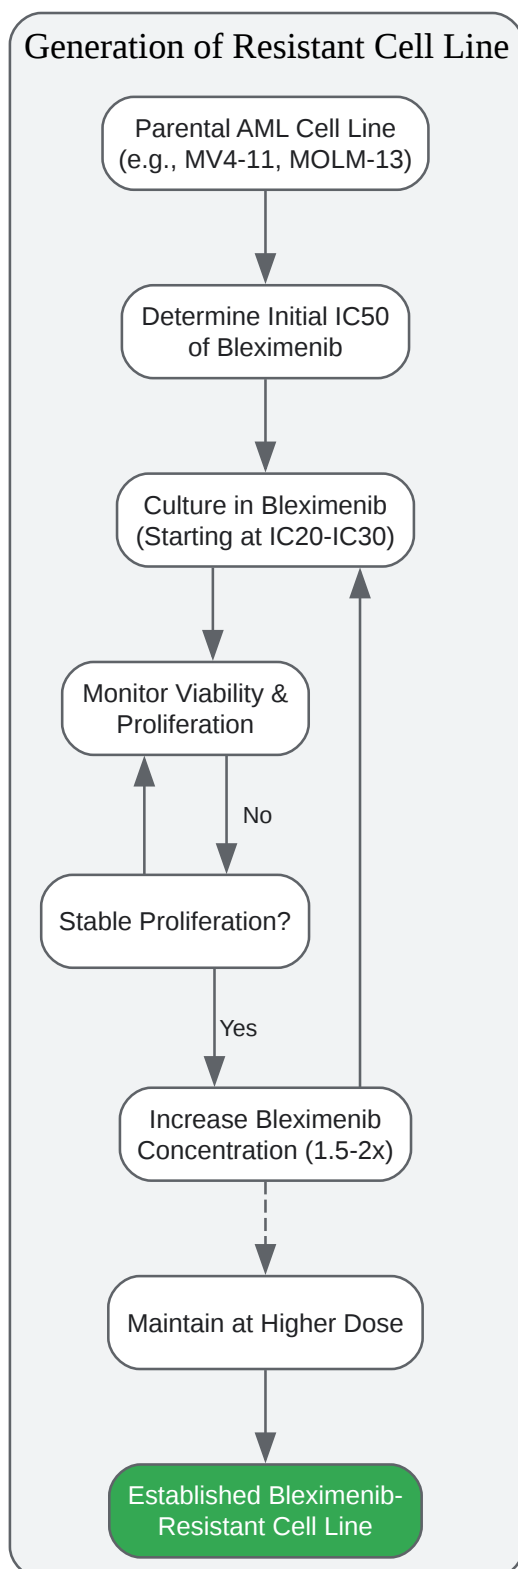 Generation of Resistant Cell Line
Parental AML Cell Line
(e.g., MV4-11, MOLM-13)
Determine Initial IC50
of Bleximenib
Culture in Bleximenib
(Starting at IC20-IC30)
Monitor Viability &
Proliferation
No
Stable Proliferation?
Yes
Increase Bleximenib
Concentration (1.5-2x)
Maintain at Higher Dose
Established Bleximenib-
Resistant Cell Line